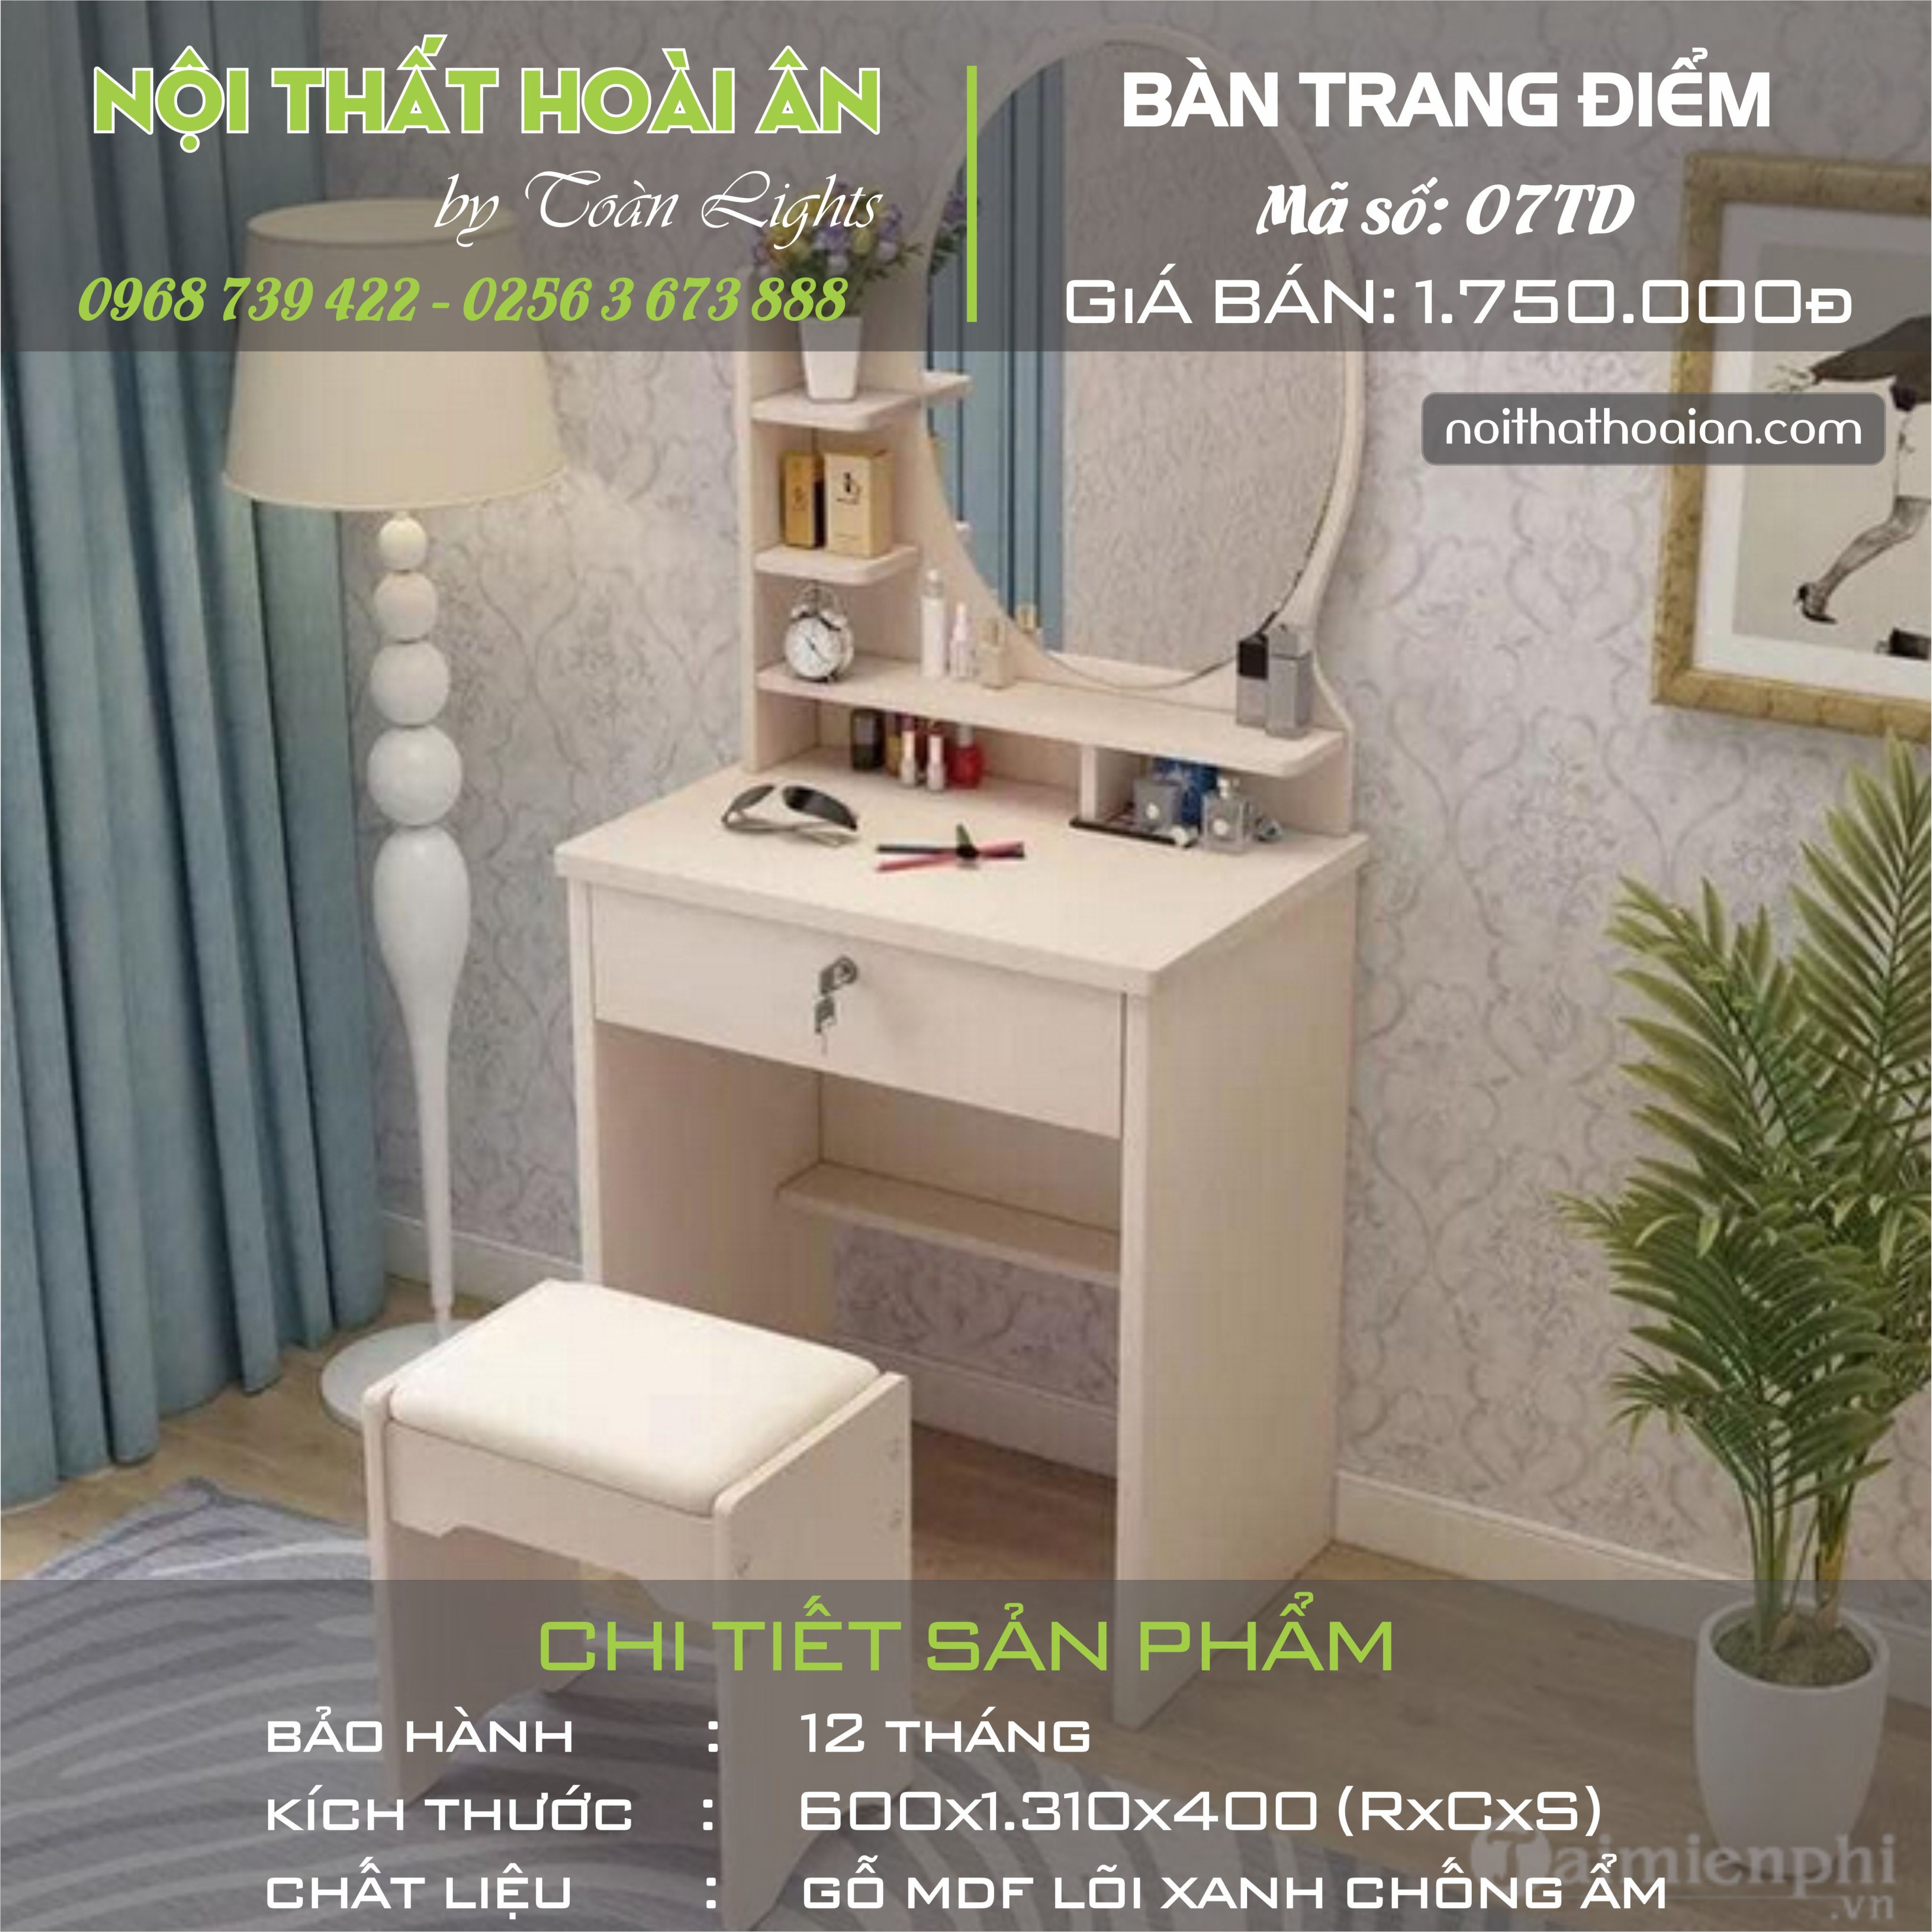 NỘI THẤT HOÀI ÂN
by Toàn Lights
0968 739 422 - 0256 3 673 888
BÀN TRANG ĐIỂM
Mã số: 07TD
GIÁ BÁN: 1.750.000Đ
noithathoaian.com
CHI TIẾT SẢN PHẨM
BẢO HÀNH : 12 THÁNG
KÍCH THƯỚC : 600x1.310x400 (RxCxS)
CHẤT LIỆU : GỖ MDF LÕI XANH CHỐNG ẨM
Taimienphi
.vn